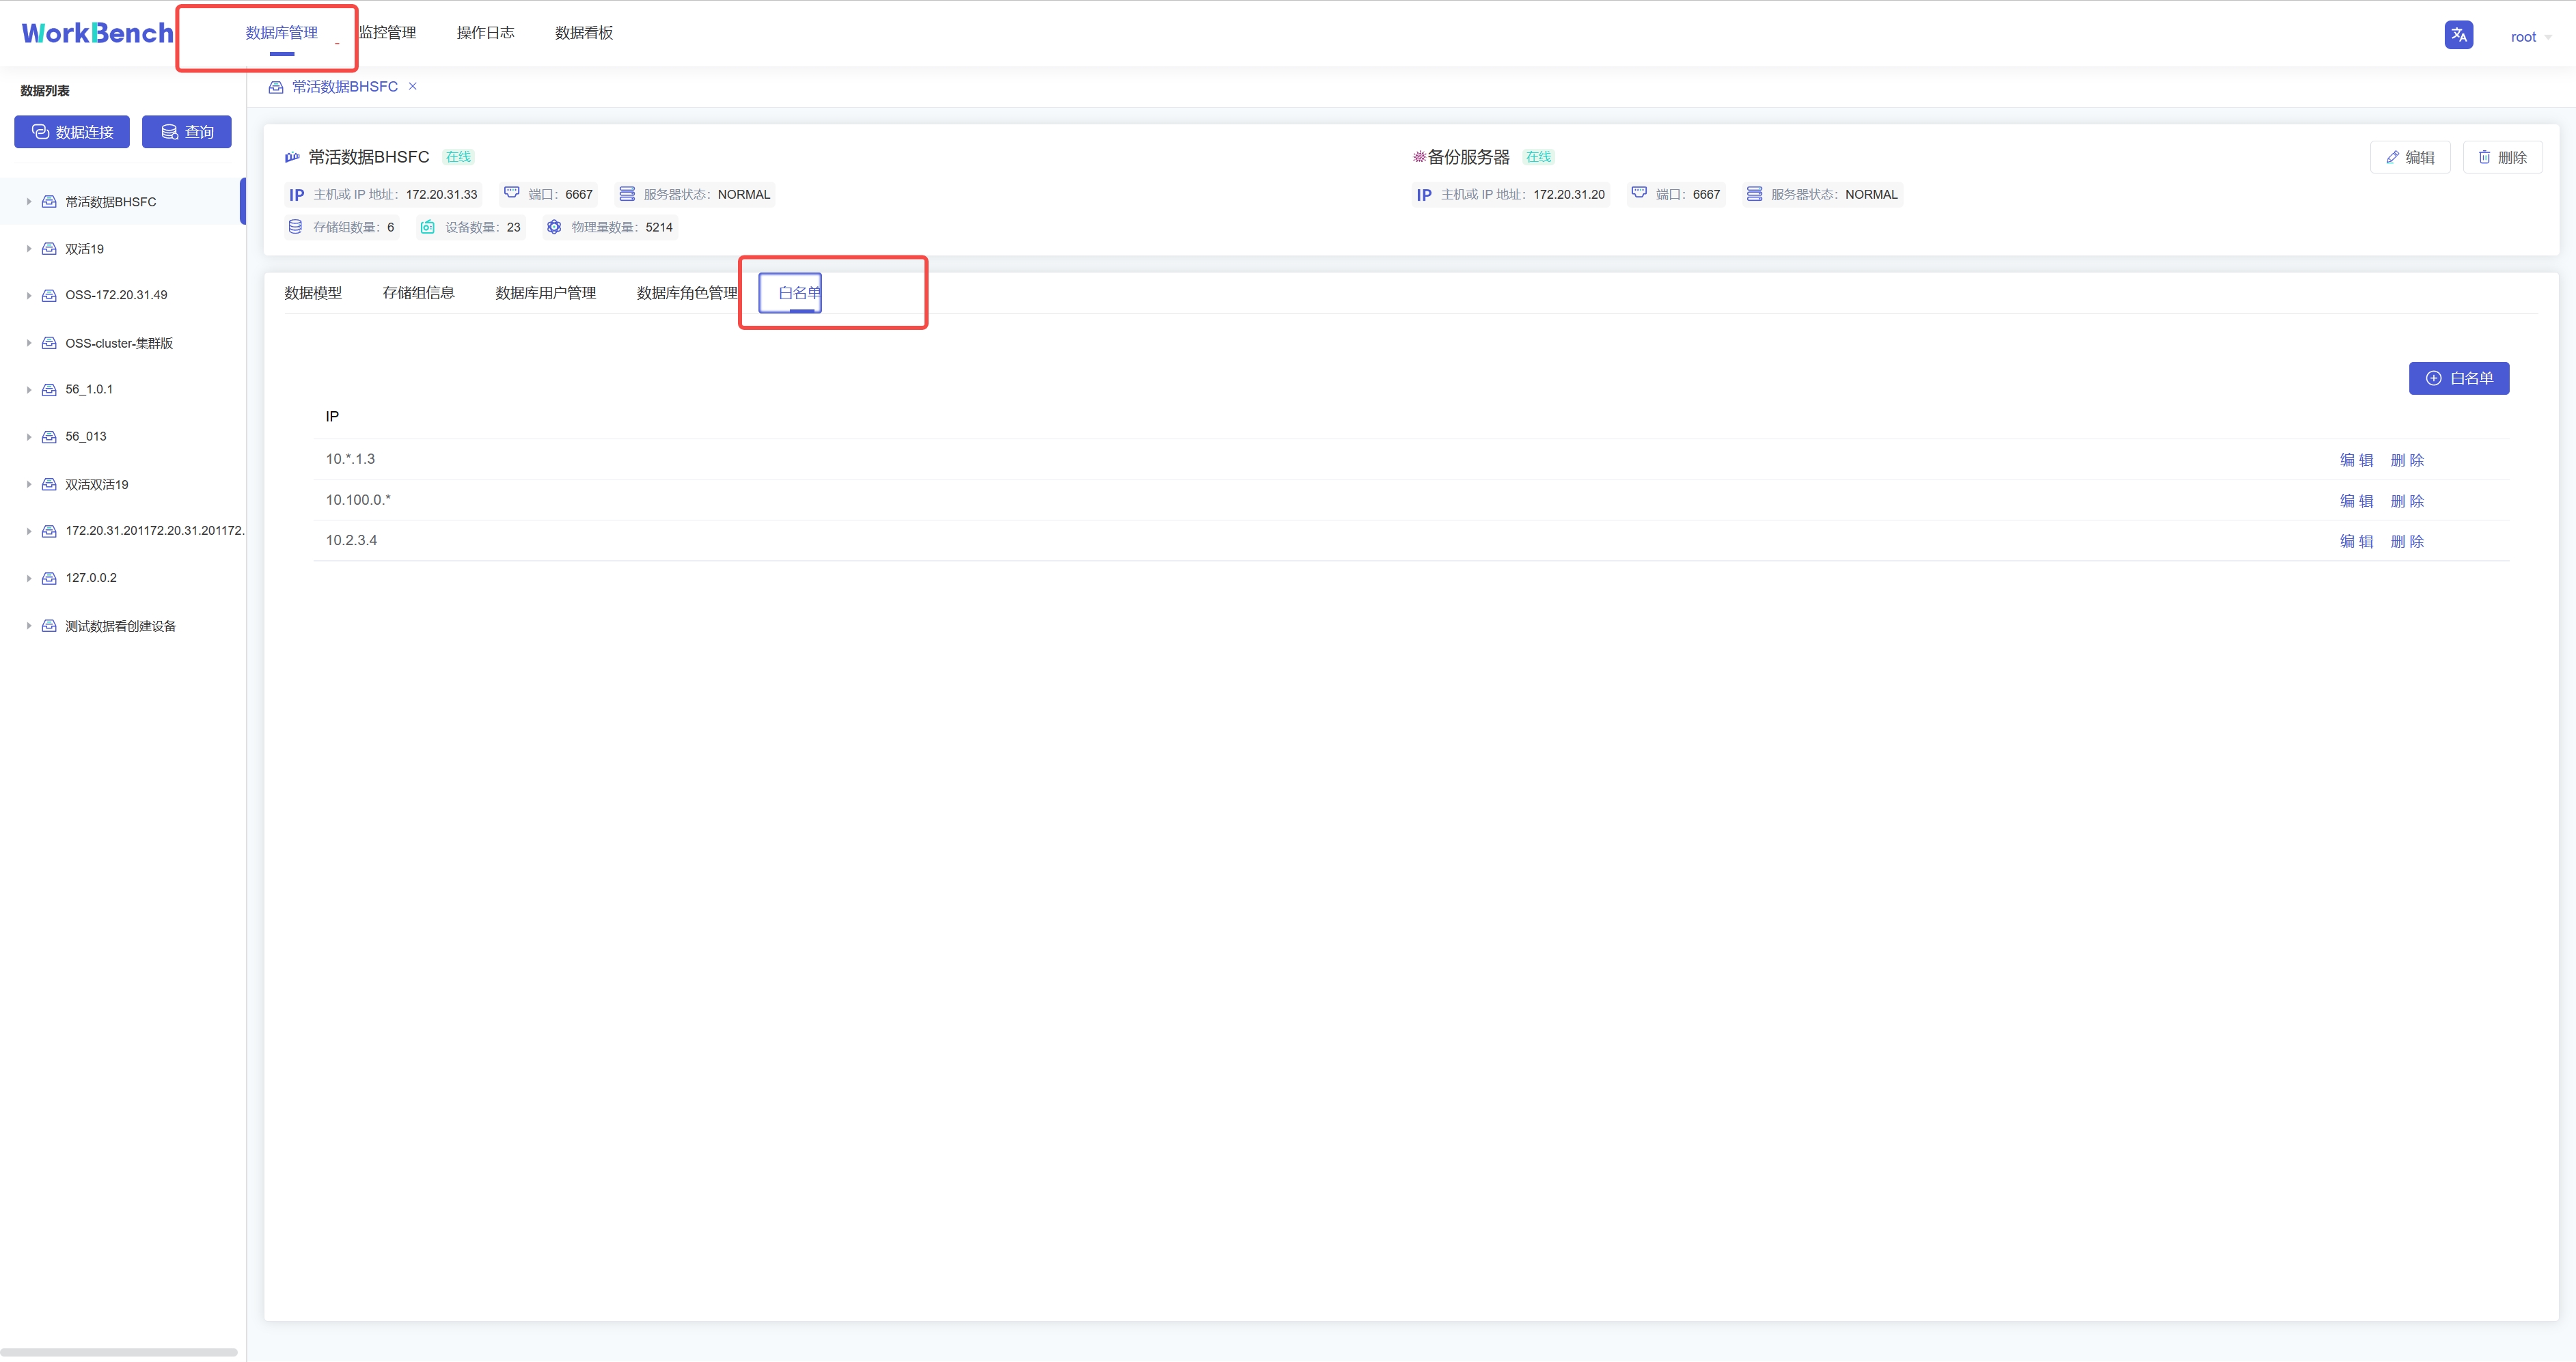 WorkBench 数据库管理 监控管理 操作日志 数据看板 root
数据列表
数据连接 查询
常活数据BHSFC
双活19
OSS-172.20.31.49
OSS-cluster-集群版
56_1.0.1
56_013
双活双活19
172.20.31.201172.20.31.201172.
127.0.0.2
测试数据看创建设备
常活数据BHSFC ×
常活数据BHSFC 在线
IP 主机或 IP 地址: 172.20.31.33 端口: 6667 服务器状态: NORMAL
存储组数量: 6 设备数量: 23 物理量数量: 5214
备份服务器 在线
IP 主机或 IP 地址: 172.20.31.20 端口: 6667 服务器状态: NORMAL
编辑 删除
数据模型 存储组信息 数据库用户管理 数据库角色管理 白名单
白名单
IP
10.*.1.3 编辑 删除
10.100.0.* 编辑 删除
10.2.3.4 编辑 删除